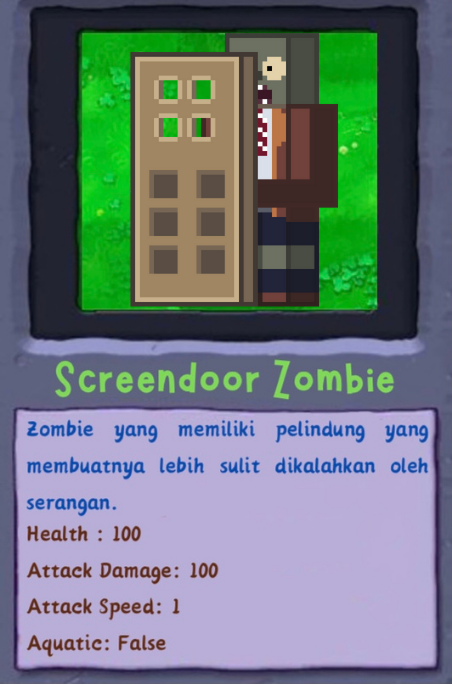 Screendoor Zombie
Zombie yang memiliki pelindung yang
membuatnya lebih sulit dikalahkan oleh
serangan.
Health : 100
Attack Damage: 100
Attack Speed: 1
Aquatic: False